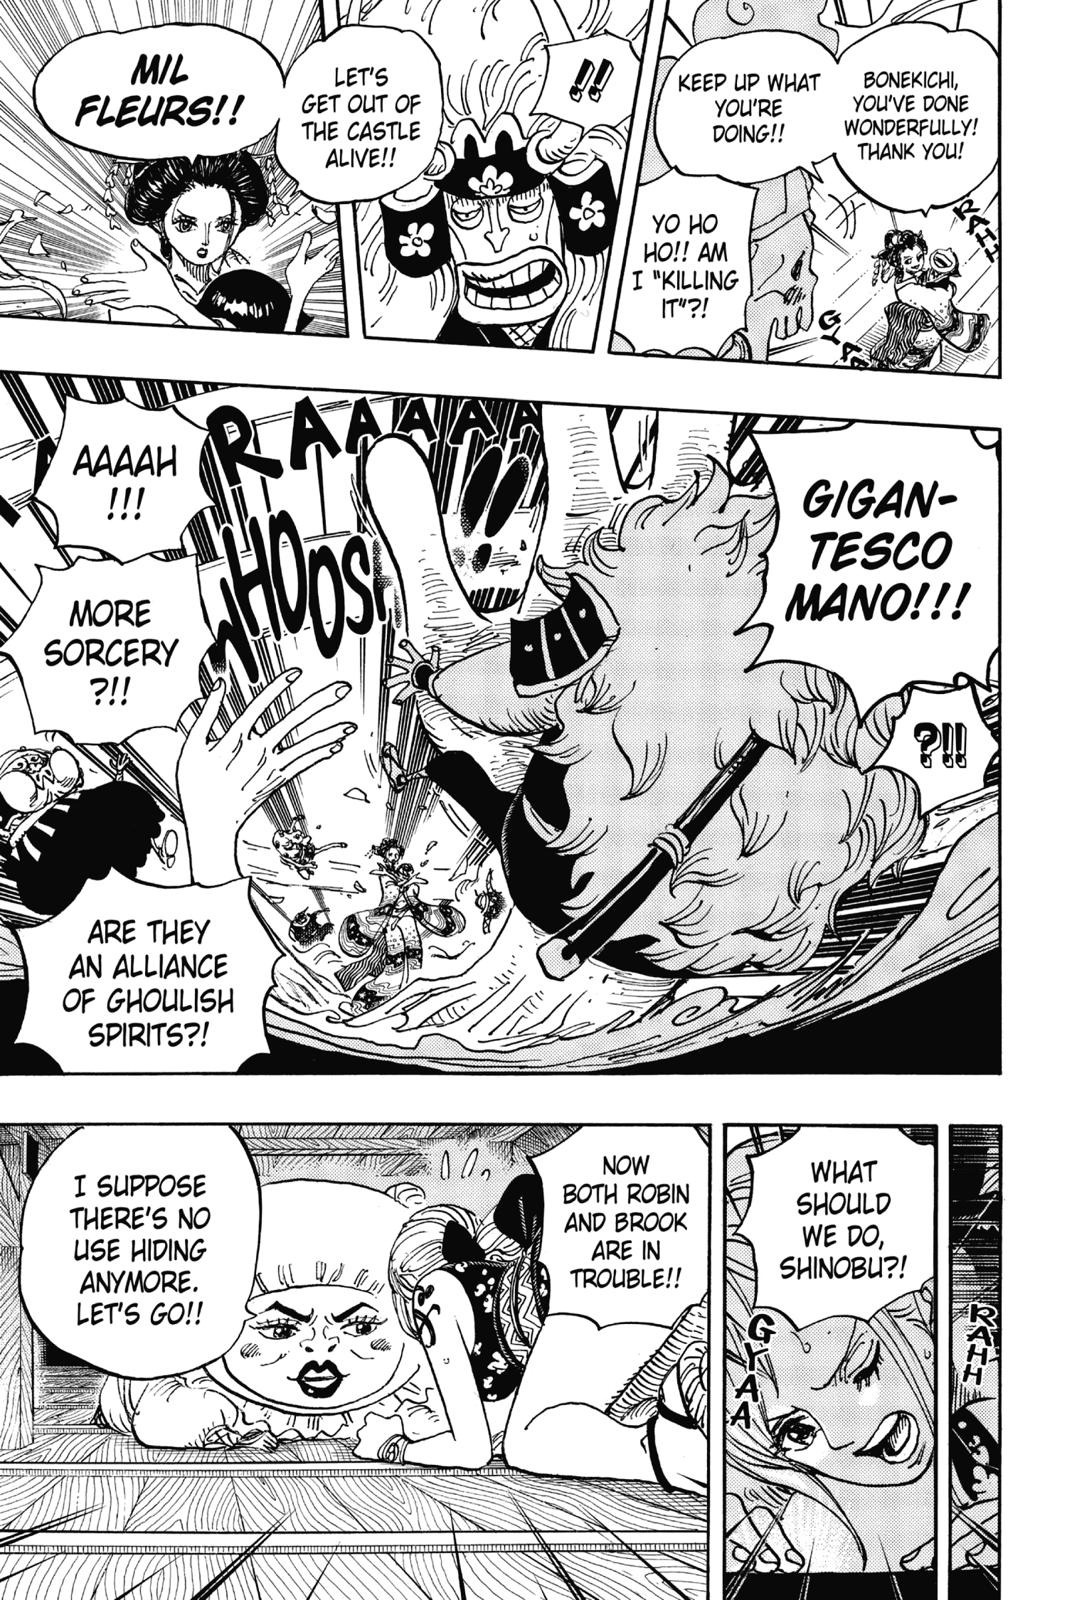 BONEKICHI,
YOU'VE DONE
WONDERFULLY!
THANK YOU!
KEEP UP WHAT
YOU'RE
DOING!!
RAHH
YO HO
HO!! AM
I "KILLING
IT"?!
GYAA
!!
LET'S
GET OUT OF
THE CASTLE
ALIVE!!
MIL
FLEURS!!
GIGAN-
TESCO
MANO!!!
?!!
!!
RAAAAAA
WHOOSH
AAAAH
!!!
MORE
SORCERY
?!!
ARE THEY
AN ALLIANCE
OF GHOULISH
SPIRITS?!
RAHH
WHAT
SHOULD
WE DO,
SHINOBU?!
GYAA
NOW
BOTH ROBIN
AND BROOK
ARE IN
TROUBLE!!
I SUPPOSE
THERE'S NO
USE HIDING
ANYMORE.
LET'S GO!!